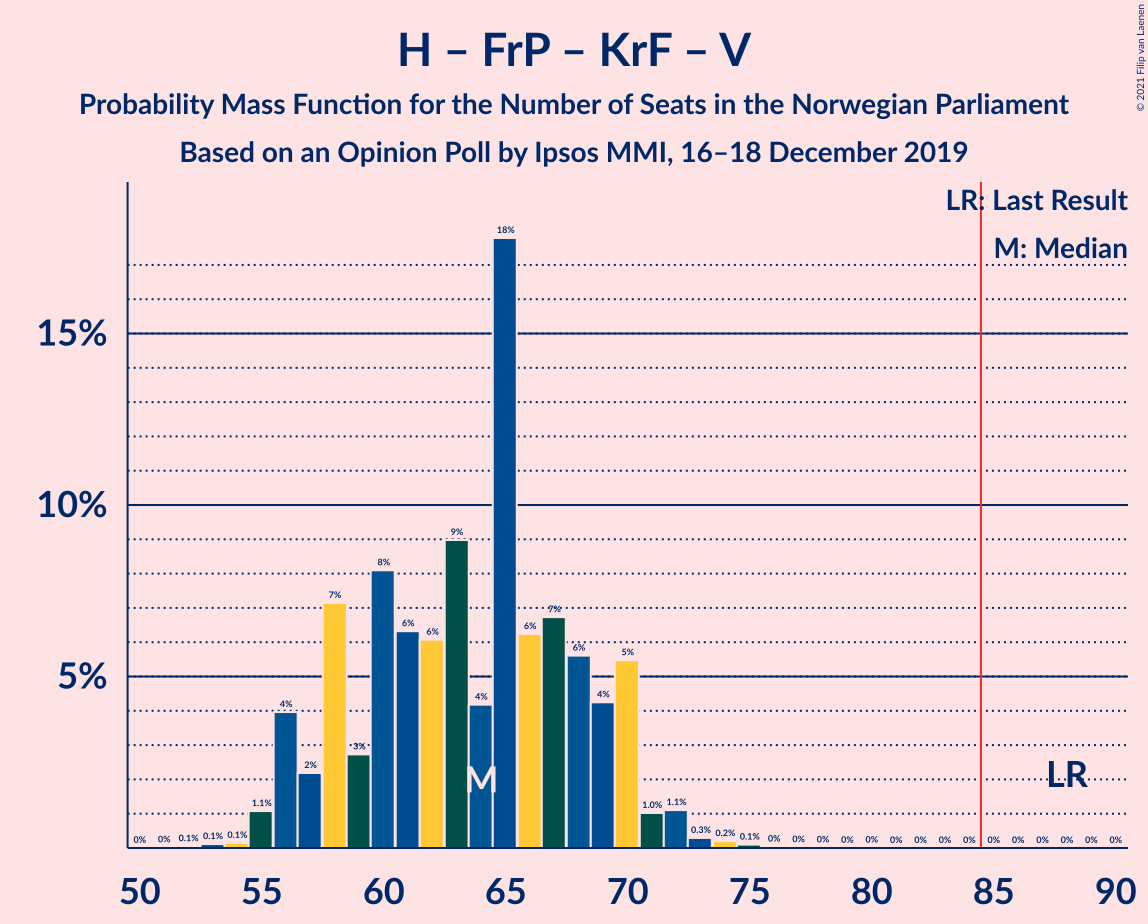 H – FrP – KrF – V
Probability Mass Function for the Number of Seats in the Norwegian Parliament
Based on an Opinion Poll by Ipsos MMI, 16–18 December 2019
© 2021 Filip van Laenen
LR: Last Result
M: Median
15%
10%
5%
0% 0% 0.1% 0.1% 0.1% 1.1% 4% 2% 7% 3% 8% 6% 6% 9% 4% 18% 6% 7% 6% 4% 5% 1.0% 1.1% 0.3% 0.2% 0.1% 0% 0% 0% 0% 0% 0% 0% 0% 0% 0% 0% 0% 0% 0% 0%
M
LR
50 55 60 65 70 75 80 85 90